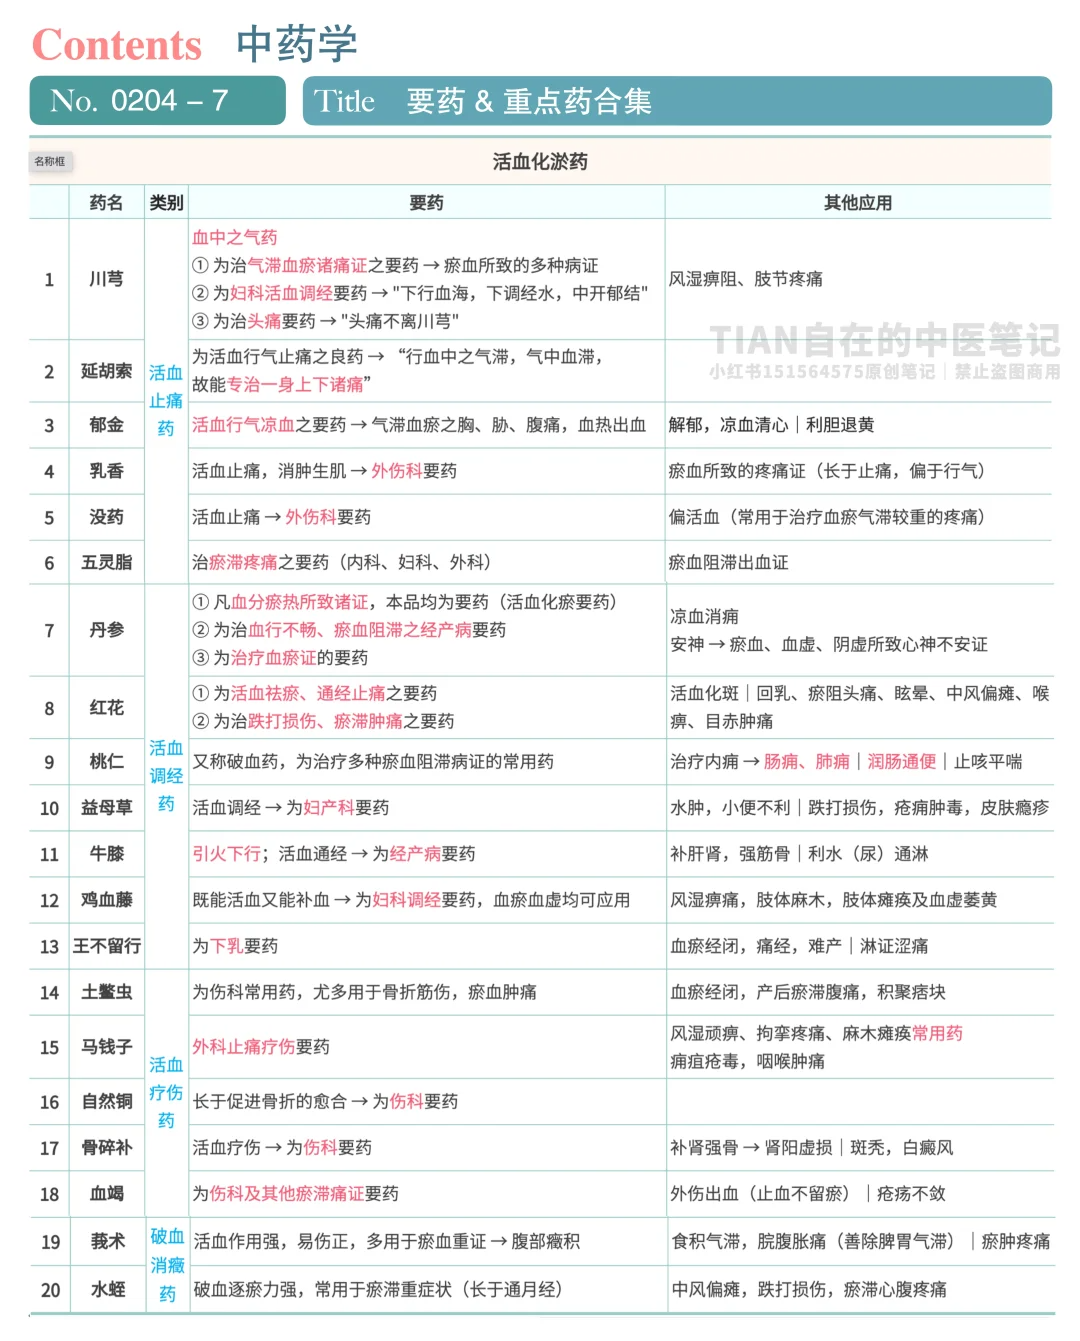 Contents 中药学
No. 0204 – 7
Title 要药 & 重点药合集
名称框
活血化淤药
药名 类别 要药 其他应用
活血止痛药
1 川芎
血中之气药
① 为治气滞血瘀诸痛证之要药 → 瘀血所致的多种病证
② 为妇科活血调经要药 → "下行血海，下调经水，中开郁结"
③ 为治头痛要药 → "头痛不离川芎"
风湿痹阻、肢节疼痛
TIAN自在的中医笔记
小红书151564575原创笔记｜禁止盗图商用
2 延胡索
为活血行气止痛之良药 → “行血中之气滞，气中血滞，
故能专治一身上下诸痛”
3 郁金 活血行气凉血之要药 → 气滞血瘀之胸、胁、腹痛，血热出血 解郁，凉血清心｜利胆退黄
4 乳香 活血止痛，消肿生肌 → 外伤科要药 瘀血所致的疼痛证（长于止痛，偏于行气）
5 没药 活血止痛 → 外伤科要药 偏活血（常用于治疗血瘀气滞较重的疼痛）
6 五灵脂 治瘀滞疼痛之要药（内科、妇科、外科） 瘀血阻滞出血证
活血调经药
7 丹参
① 凡血分瘀热所致诸证，本品均为要药（活血化瘀要药）
② 为治血行不畅、瘀血阻滞之经产病要药
③ 为治疗血瘀证的要药
凉血消痈
安神 → 瘀血、血虚、阴虚所致心神不安证
8 红花
① 为活血祛瘀、通经止痛之要药
② 为治跌打损伤、瘀滞肿痛之要药
活血化斑｜回乳、瘀阻头痛、眩晕、中风偏瘫、喉
痹、目赤肿痛
9 桃仁 又称破血药，为治疗多种瘀血阻滞病证的常用药 治疗内痈 → 肠痈、肺痈｜润肠通便｜止咳平喘
10 益母草 活血调经 → 为妇产科要药 水肿，小便不利｜跌打损伤，疮痈肿毒，皮肤瘾疹
11 牛膝 引火下行；活血通经 → 为经产病要药 补肝肾，强筋骨｜利水（尿）通淋
12 鸡血藤 既能活血又能补血 → 为妇科调经要药，血瘀血虚均可应用 风湿痹痛，肢体麻木，肢体瘫痪及血虚萎黄
13 王不留行 为下乳要药 血瘀经闭，痛经，难产｜淋证涩痛
活血疗伤药
14 土鳖虫 为伤科常用药，尤多用于骨折筋伤，瘀血肿痛 血瘀经闭，产后瘀滞腹痛，积聚痞块
15 马钱子 外科止痛疗伤要药
风湿顽痹、拘挛疼痛、麻木瘫痪常用药
痈疽疮毒，咽喉肿痛
16 自然铜 长于促进骨折的愈合 → 为伤科要药
17 骨碎补 活血疗伤 → 为伤科要药 补肾强骨 → 肾阳虚损｜斑秃，白癜风
18 血竭 为伤科及其他瘀滞痛证要药 外伤出血（止血不留瘀）｜疮疡不敛
破血消癥药
19 莪术 活血作用强，易伤正，多用于瘀血重证 → 腹部癥积 食积气滞，脘腹胀痛（善除脾胃气滞）｜瘀肿疼痛
20 水蛭 破血逐瘀力强，常用于瘀滞重症状（长于通月经） 中风偏瘫，跌打损伤，瘀滞心腹疼痛